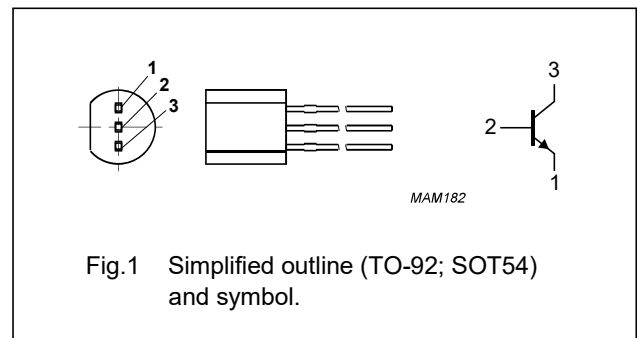 1
2
3
3
2
1
MAM182
Fig.1 Simplified outline (TO-92; SOT54)
and symbol.